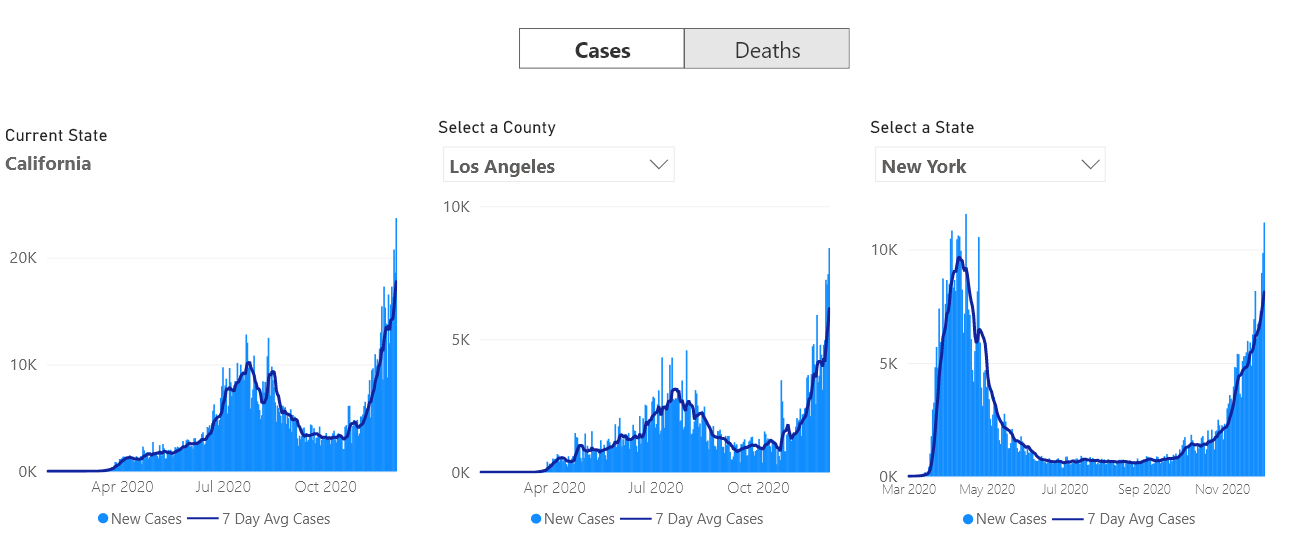 Cases Deaths
Current State
California
Select a County
Los Angeles
Select a State
New York
20K
10K
0K
Apr 2020 Jul 2020 Oct 2020
New Cases 7 Day Avg Cases
10K
5K
0K
Apr 2020 Jul 2020 Oct 2020
New Cases 7 Day Avg Cases
10K
5K
0K
Mar 2020 May 2020 Jul 2020 Sep 2020 Nov 2020
New Cases 7 Day Avg Cases